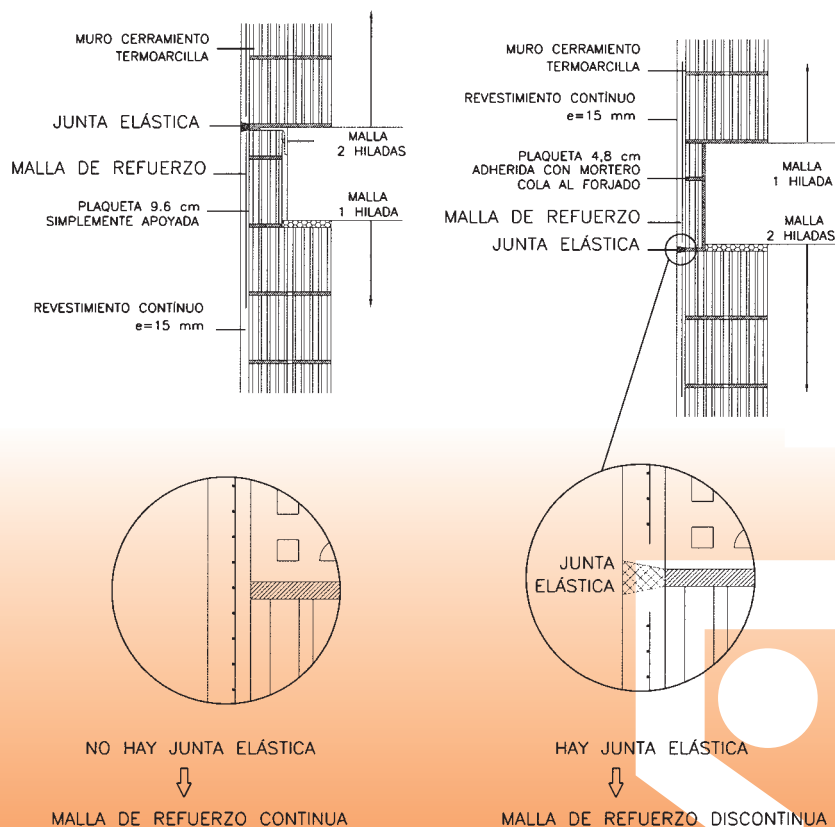 MURO CERRAMIENTO
TERMOARCILLA
JUNTA ELÁSTICA
MALLA
2 HILADAS
MALLA DE REFUERZO
PLAQUETA 9.6 cm
SIMPLEMENTE APOYADA
MALLA
1 HILADA
REVESTIMIENTO CONTÍNUO
e=15 mm
MURO CERRAMIENTO
TERMOARCILLA
REVESTIMIENTO CONTÍNUO
e=15 mm
PLAQUETA 4,8 cm
ADHERIDA CON MORTERO
COLA AL FORJADO
MALLA
1 HILADA
MALLA DE REFUERZO
MALLA
2 HILADAS
JUNTA ELÁSTICA
JUNTA
ELÁSTICA
NO HAY JUNTA ELÁSTICA
MALLA DE REFUERZO CONTINUA
HAY JUNTA ELÁSTICA
MALLA DE REFUERZO DISCONTINUA